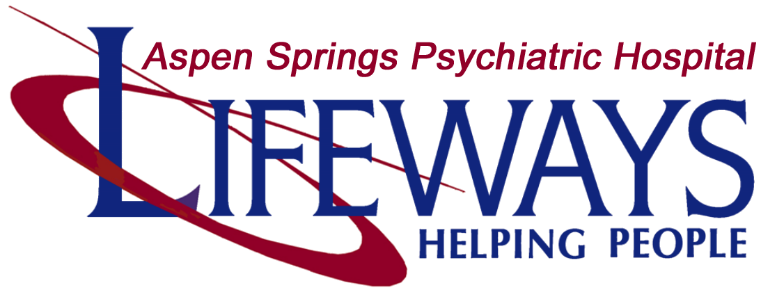 Aspen Springs Psychiatric Hospital
LIFEWAYS
HELPING PEOPLE